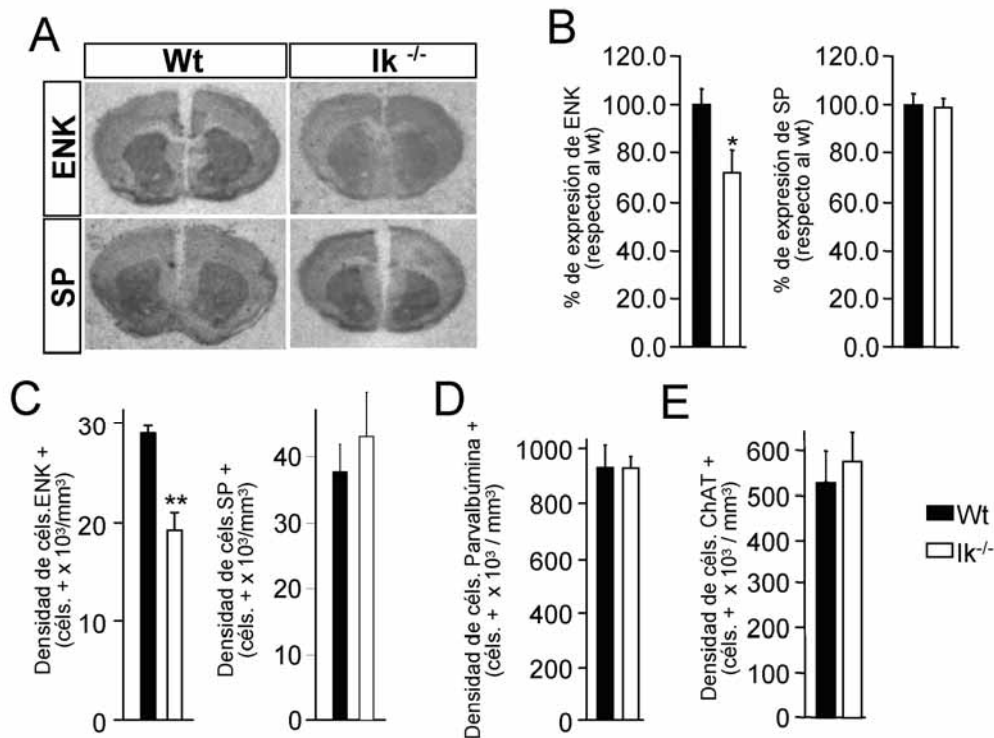 A
Wt
Ik -/-
ENK
SP
B
% de expresión de ENK
(respecto al wt)
120.0
100.0
80.0
60.0
40.0
20.0
0.0
*
% de expresión de SP
(respecto al wt)
120.0
100.0
80.0
60.0
40.0
20.0
0.0
C
Densidad de céls.ENK +
(céls. + x 10³/mm³)
30
20
10
0
**
Densidad de céls.SP +
(céls. + x 10³/mm³)
40
30
40
10
0
D
Densidad de céls. Parvalbúmina +
(céls. + x 10³ / mm³)
1000
800
600
940
200
0
E
Densidad de céls. ChAT +
(céls. + x 10³ / mm³)
600
500
400
300
200
100
0
Wt
Ik-/-